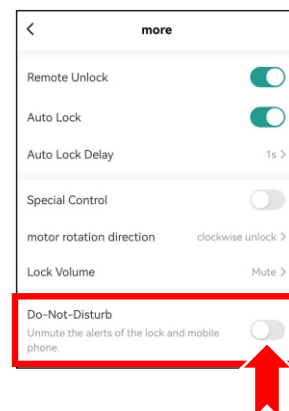 more
Remote Unlock
Auto Lock
Auto Lock Delay 1s >
Special Control
motor rotation direction clockwise unlock >
Lock Volume Mute >
Do-Not-Disturb
Unmute the alerts of the lock and mobile
phone.